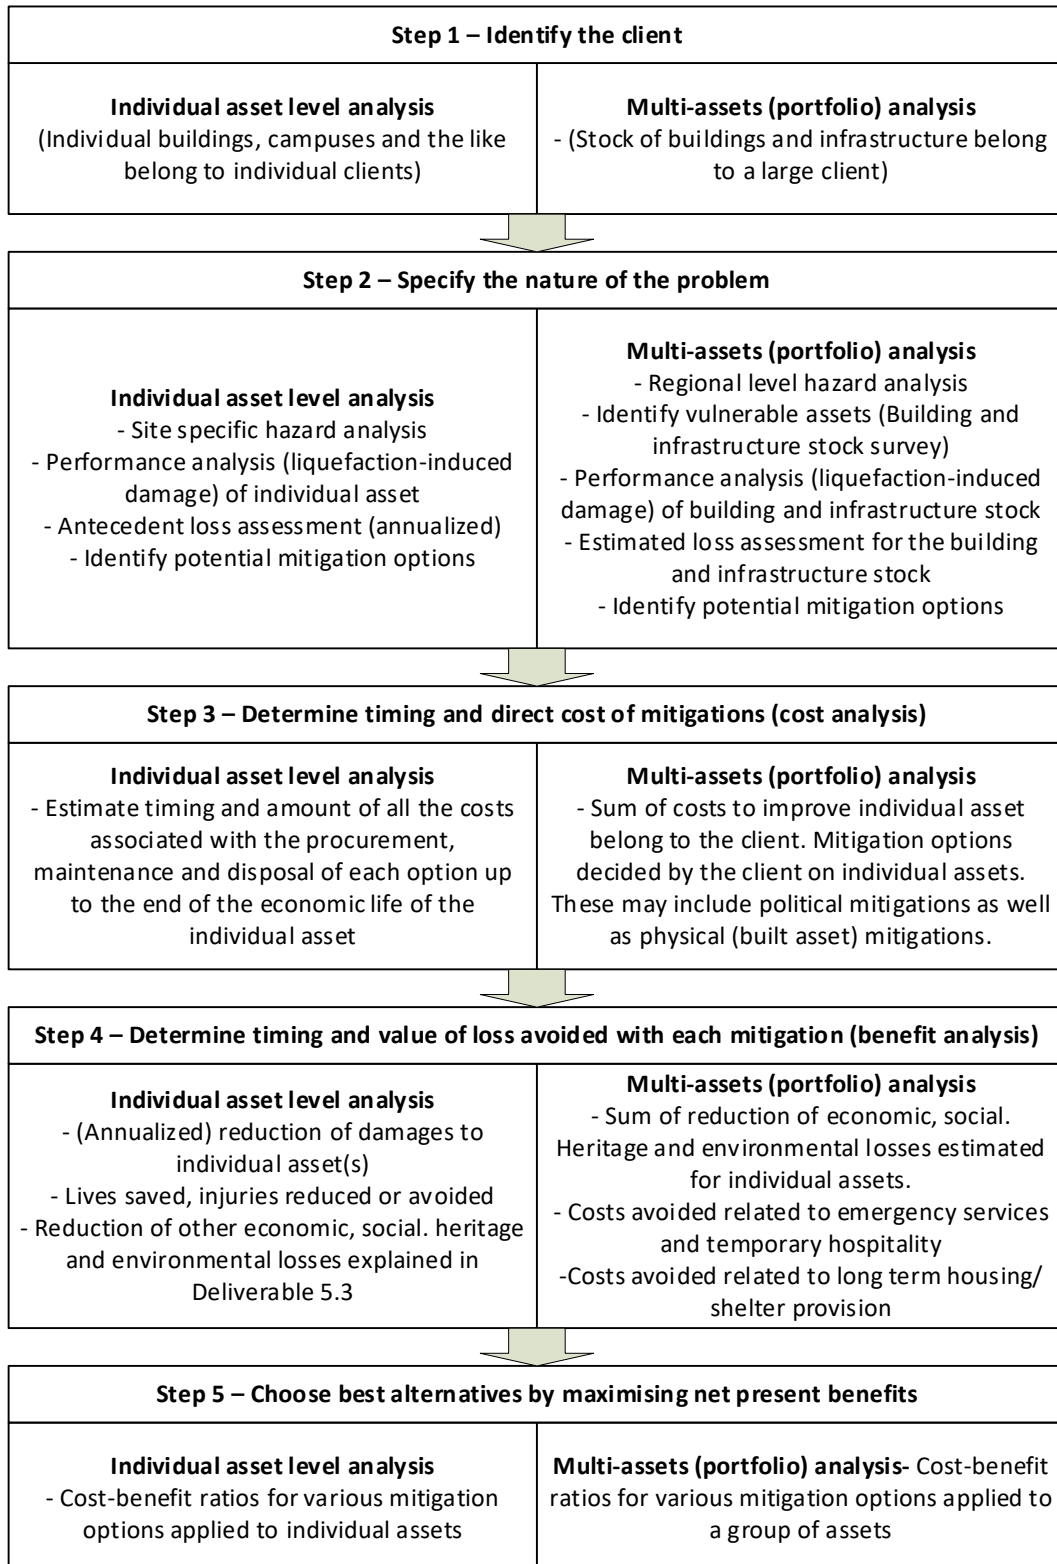 Step 1 – Identify the client
Individual asset level analysis
(Individual buildings, campuses and the like
belong to individual clients)
Multi-assets (portfolio) analysis
- (Stock of buildings and infrastructure belong
to a large client)
Step 2 – Specify the nature of the problem
Individual asset level analysis
- Site specific hazard analysis
- Performance analysis (liquefaction-induced
damage) of individual asset
- Antecedent loss assessment (annualized)
- Identify potential mitigation options
Multi-assets (portfolio) analysis
- Regional level hazard analysis
- Identify vulnerable assets (Building and
infrastructure stock survey)
- Performance analysis (liquefaction-induced
damage) of building and infrastructure stock
- Estimated loss assessment for the building
and infrastructure stock
- Identify potential mitigation options
Step 3 – Determine timing and direct cost of mitigations (cost analysis)
Individual asset level analysis
- Estimate timing and amount of all the costs
associated with the procurement,
maintenance and disposal of each option up
to the end of the economic life of the
individual asset
Multi-assets (portfolio) analysis
- Sum of costs to improve individual asset
belong to the client. Mitigation options
decided by the client on individual assets.
These may include political mitigations as well
as physical (built asset) mitigations.
Step 4 – Determine timing and value of loss avoided with each mitigation (benefit analysis)
Individual asset level analysis
- (Annualized) reduction of damages to
individual asset(s)
- Lives saved, injuries reduced or avoided
- Reduction of other economic, social. heritage
and environmental losses explained in
Deliverable 5.3
Multi-assets (portfolio) analysis
- Sum of reduction of economic, social.
Heritage and environmental losses estimated
for individual assets.
- Costs avoided related to emergency services
and temporary hospitality
-Costs avoided related to long term housing/
shelter provision
Step 5 – Choose best alternatives by maximising net present benefits
Individual asset level analysis
- Cost-benefit ratios for various mitigation
options applied to individual assets
Multi-assets (portfolio) analysis- Cost-benefit
ratios for various mitigation options applied to
a group of assets